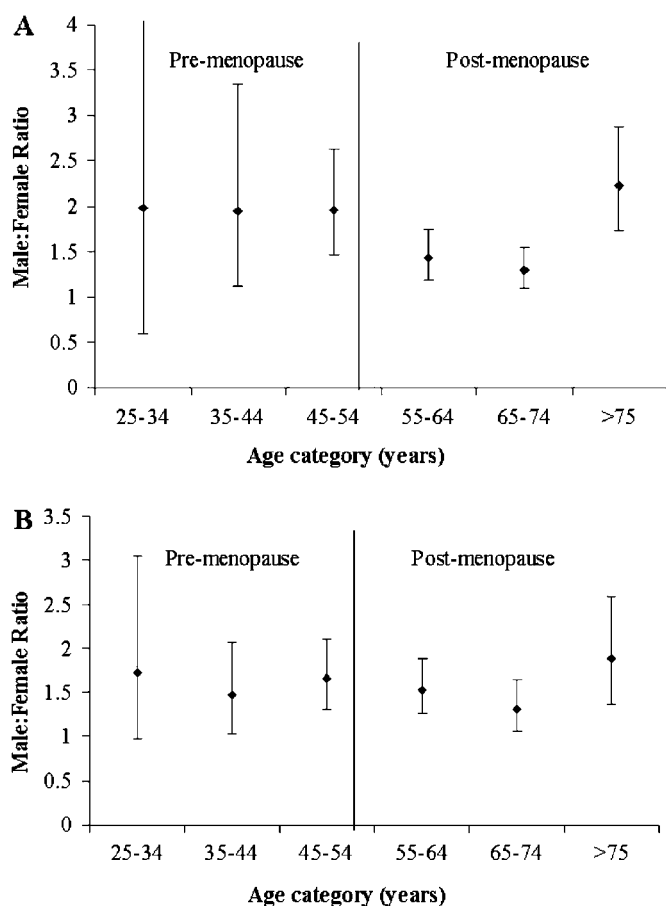 A
Male:Female Ratio
4
3.5
3
2.5
2
1.5
1
0.5
0
Pre-menopause Post-menopause
25-34 35-44 45-54 55-64 65-74 >75
Age category (years)
B
Male:Female Ratio
3.5
3
2.5
2
1.5
1
0.5
0
Pre-menopause Post-menopause
25-34 35-44 45-54 55-64 65-74 >75
Age category (years)